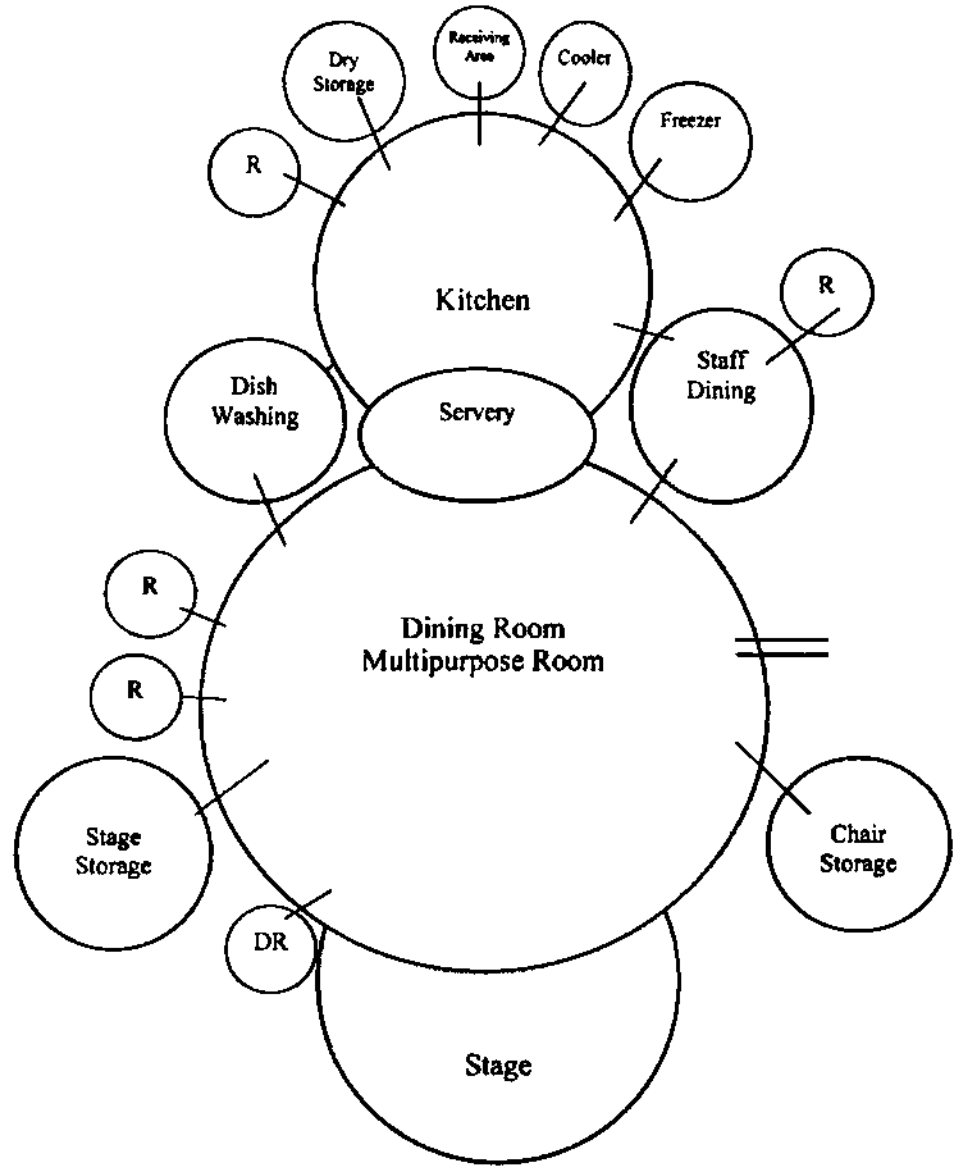 Receiving
Area
Dry
Storage
Cooler
Freezer
R
R
Kitchen
Staff
Dining
Dish
Washing
Servery
R
Dining Room
Multipurpose Room
R
Stage
Storage
Chair
Storage
DR
Stage